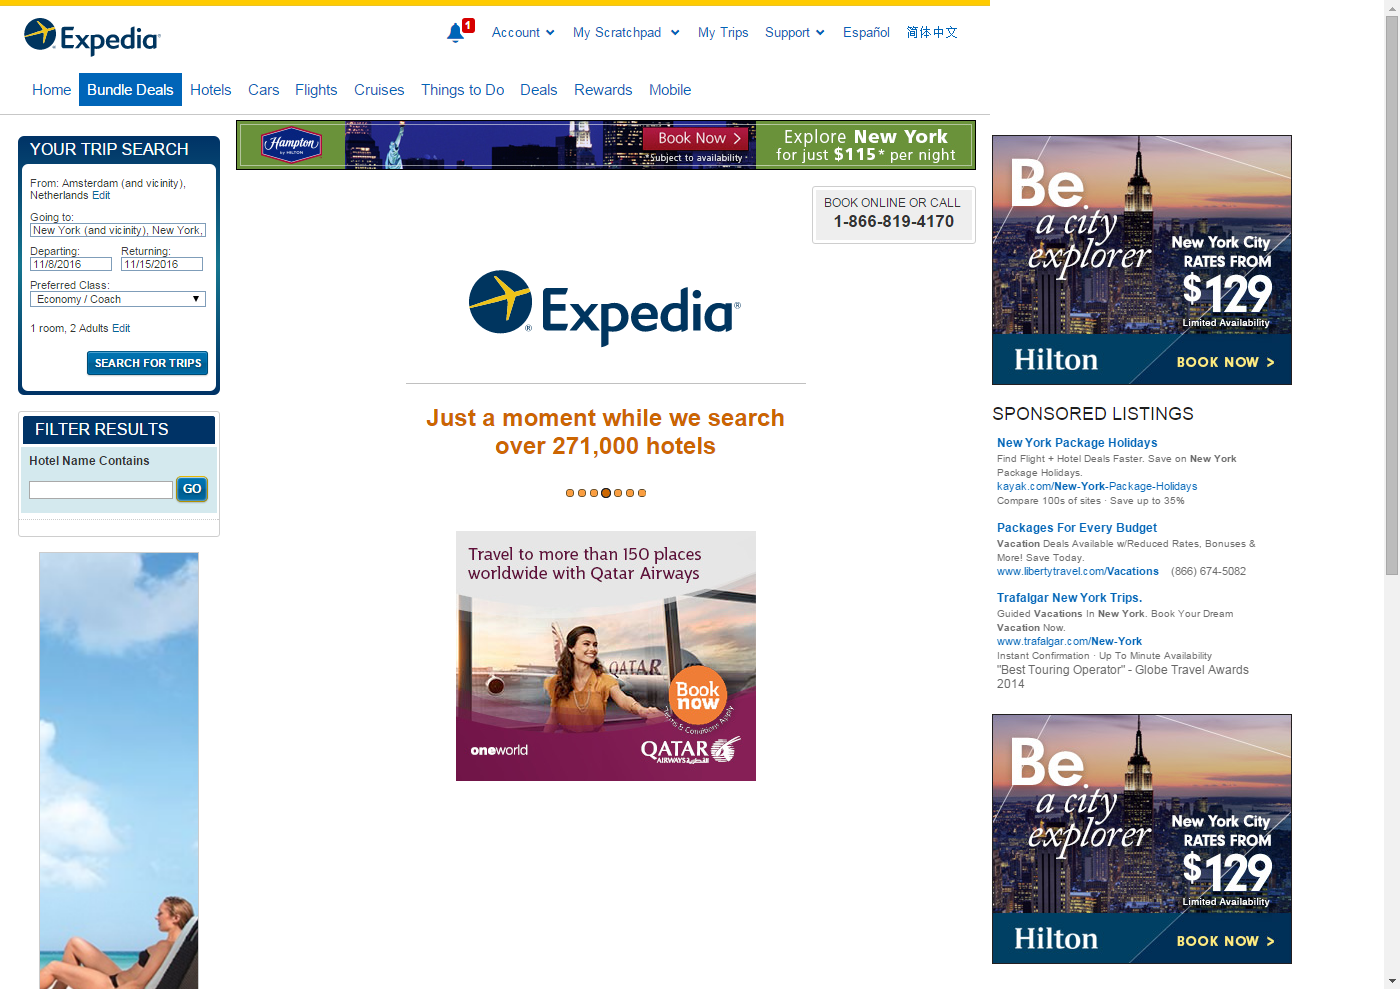 Expedia
1
Account
My Scratchpad
My Trips
Support
Español
简体中文
Home
Bundle Deals
Hotels
Cars
Flights
Cruises
Things to Do
Deals
Rewards
Mobile
YOUR TRIP SEARCH
From: Amsterdam (and vicinity),
Netherlands Edit
Going to:
New York (and vicinity), New York,
Departing:
Returning:
11/8/2016
11/15/2016
Preferred Class:
Economy / Coach
1 room, 2 Adults Edit
SEARCH FOR TRIPS
FILTER RESULTS
Hotel Name Contains
GO
Hampton
by HILTON
Book Now >
*Subject to availability
Explore New York
for just $115* per night
BOOK ONLINE OR CALL
1-866-819-4170
Expedia®
Just a moment while we search
over 271,000 hotels
Travel to more than 150 places
worldwide with Qatar Airways
QATAR
Book
now
Terms & Conditions Apply
oneworld
QATAR
AIRWAYS القطرية
Be
a city
explorer
New York City
RATES FROM
$129
Limited Availability
Hilton
BOOK NOW >
SPONSORED LISTINGS
New York Package Holidays
Find Flight + Hotel Deals Faster. Save on New York
Package Holidays.
kayak.com/New-York-Package-Holidays
Compare 100s of sites · Save up to 35%
Packages For Every Budget
Vacation Deals Available w/Reduced Rates, Bonuses &
More! Save Today.
www.libertytravel.com/Vacations (866) 674-5082
Trafalgar New York Trips.
Guided Vacations In New York. Book Your Dream
Vacation Now.
www.trafalgar.com/New-York
Instant Confirmation · Up To Minute Availability
"Best Touring Operator" - Globe Travel Awards
2014
Be
a city
explorer
New York City
RATES FROM
$129
Limited Availability
Hilton
BOOK NOW >